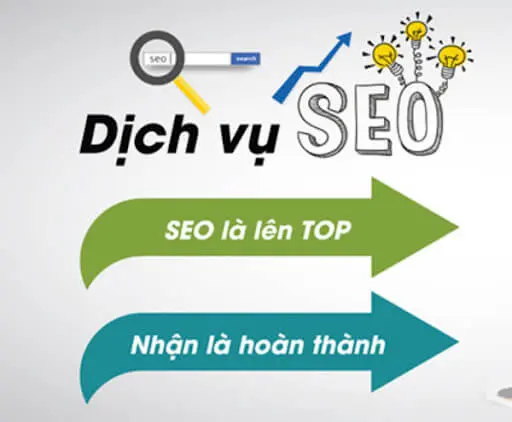 seo
search
Dịch vụ SEO
SEO là lên TOP
Nhận là hoàn thành